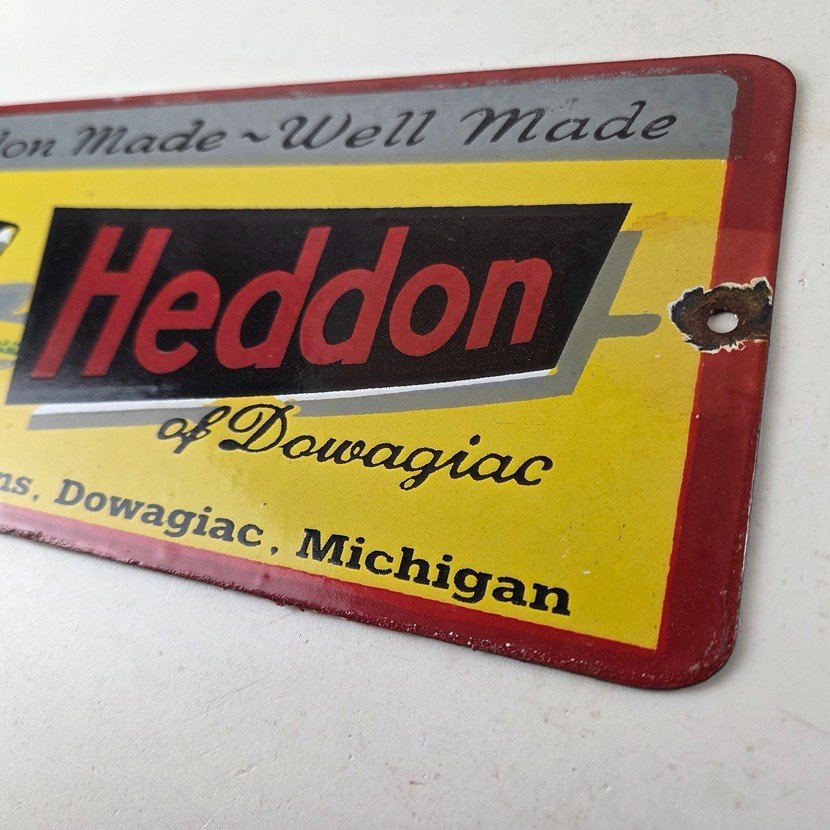 Made ~ Well Made
Heddon
of Dowagiac
Dowagiac, Michigan